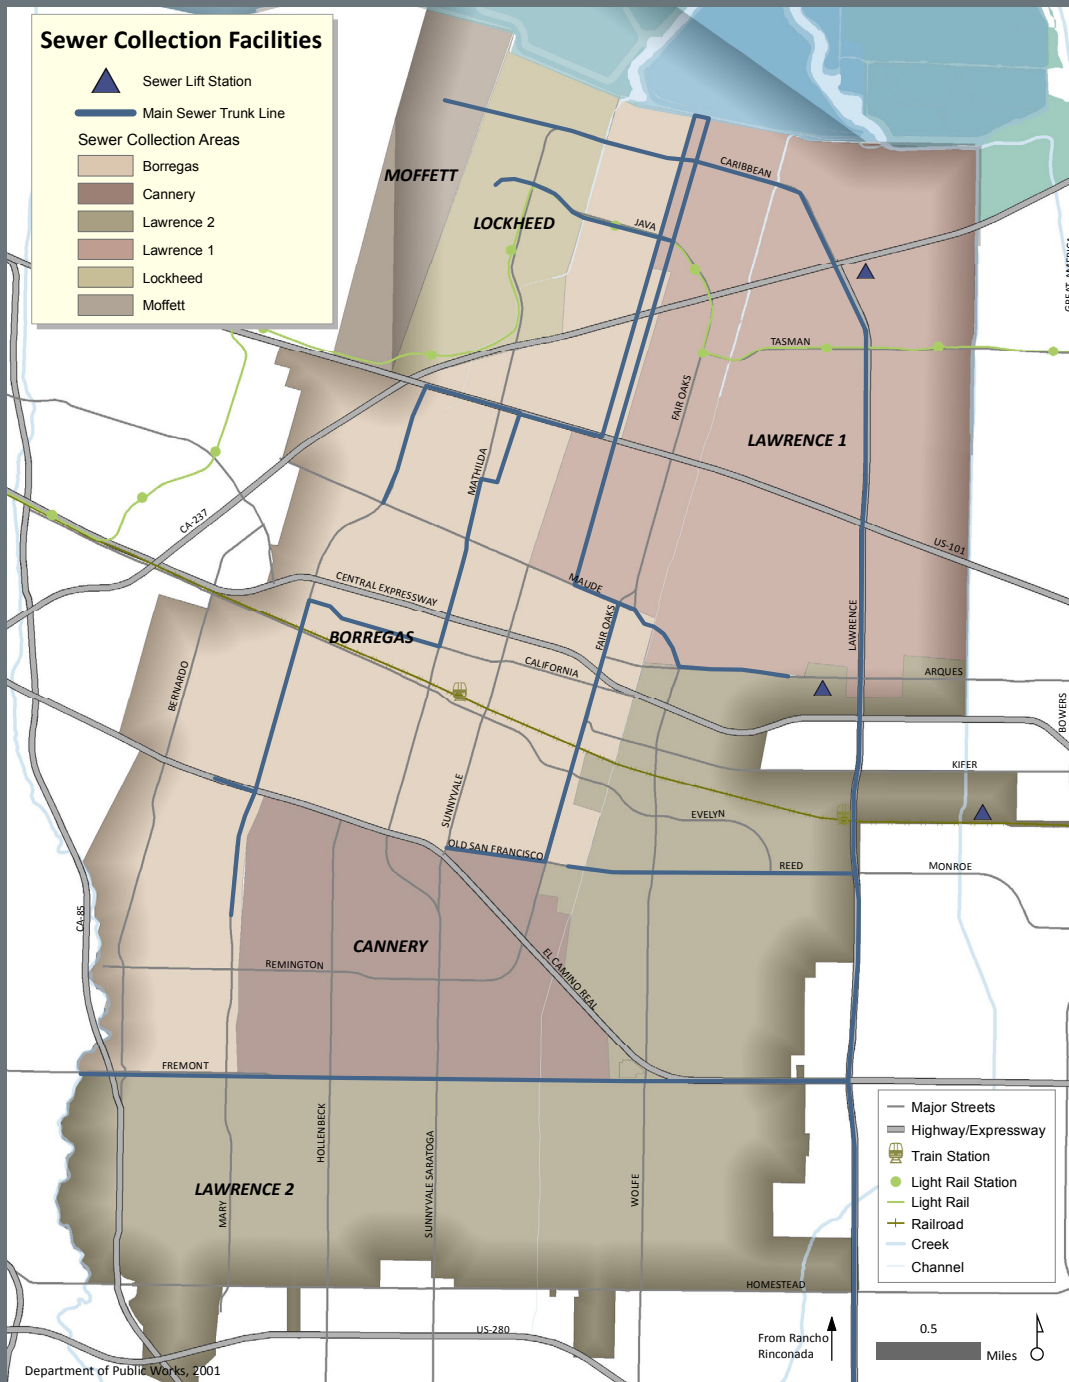 Sewer Collection Facilities
Sewer Lift Station
Main Sewer Trunk Line
Sewer Collection Areas
Borregas
Cannery
Lawrence 2
Lawrence 1
Lockheed
Moffett
MOFFETT
LOCKHEED
CARIBBEAN
JAVA
GREAT AMERICA
TASMAN
FAIR OAKS
LAWRENCE 1
MATHILDA
CA-237
US-101
CENTRAL EXPRESSWAY
MAUDE
FAIR OAKS
LAWRENCE
BORREGAS
CALIFORNIA
ARQUES
BERNARDO
BOWERS
KIFER
SUNNYVALE
EVELYN
OLD SAN FRANCISCO
REED
MONROE
CA-85
CANNERY
REMINGTON
EL CAMINO REAL
FREMONT
HOLLENBECK
SUNNYVALE SARATOGA
WOLFE
MARY
LAWRENCE 2
Major Streets
Highway/Expressway
Train Station
Light Rail Station
Light Rail
Railroad
Creek
Channel
HOMESTEAD
US-280
From Rancho
Rinconada
0.5
Miles
Department of Public Works, 2001